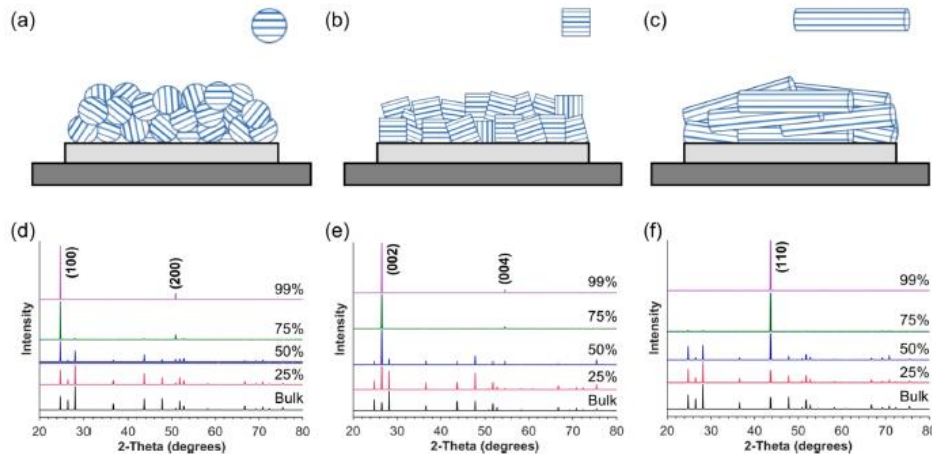 (a)
(b)
(c)
(d)
(100)
(200)
99%
75%
50%
25%
Bulk
Intensity
20 30 40 50 60 70 80
2-Theta (degrees)
(e)
(002)
(004)
99%
75%
50%
25%
Bulk
Intensity
20 30 40 50 60 70 80
2-Theta (degrees)
(f)
(110)
99%
75%
50%
25%
Bulk
Intensity
20 30 40 50 60 70 80
2-Theta (degrees)